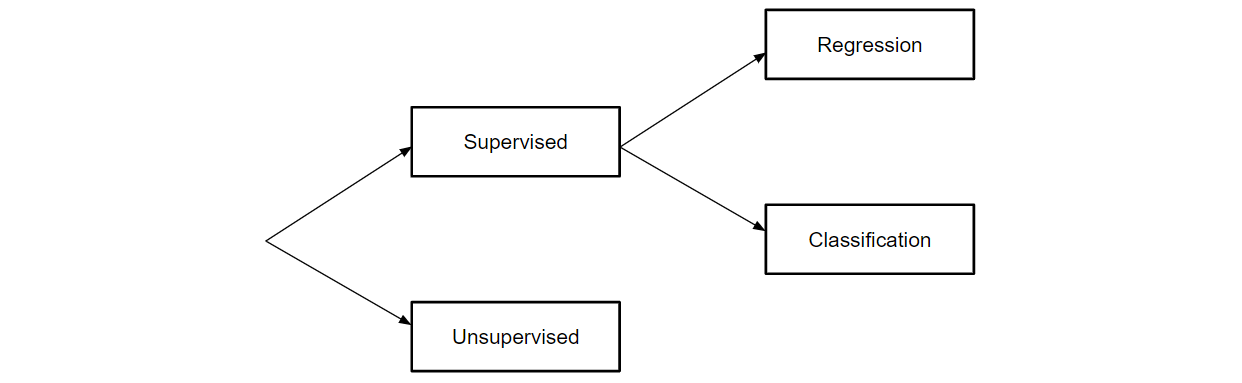 Regression
Supervised
Classification
Unsupervised